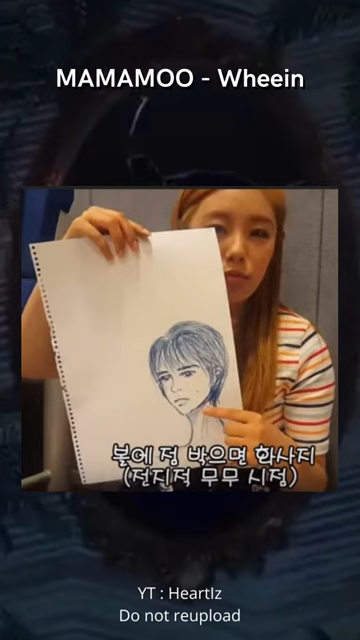 MAMAMOO - Wheein
볼에 점 박으면 화사지
(전지적 무무 시점)
YT : HeartIz
Do not reupload